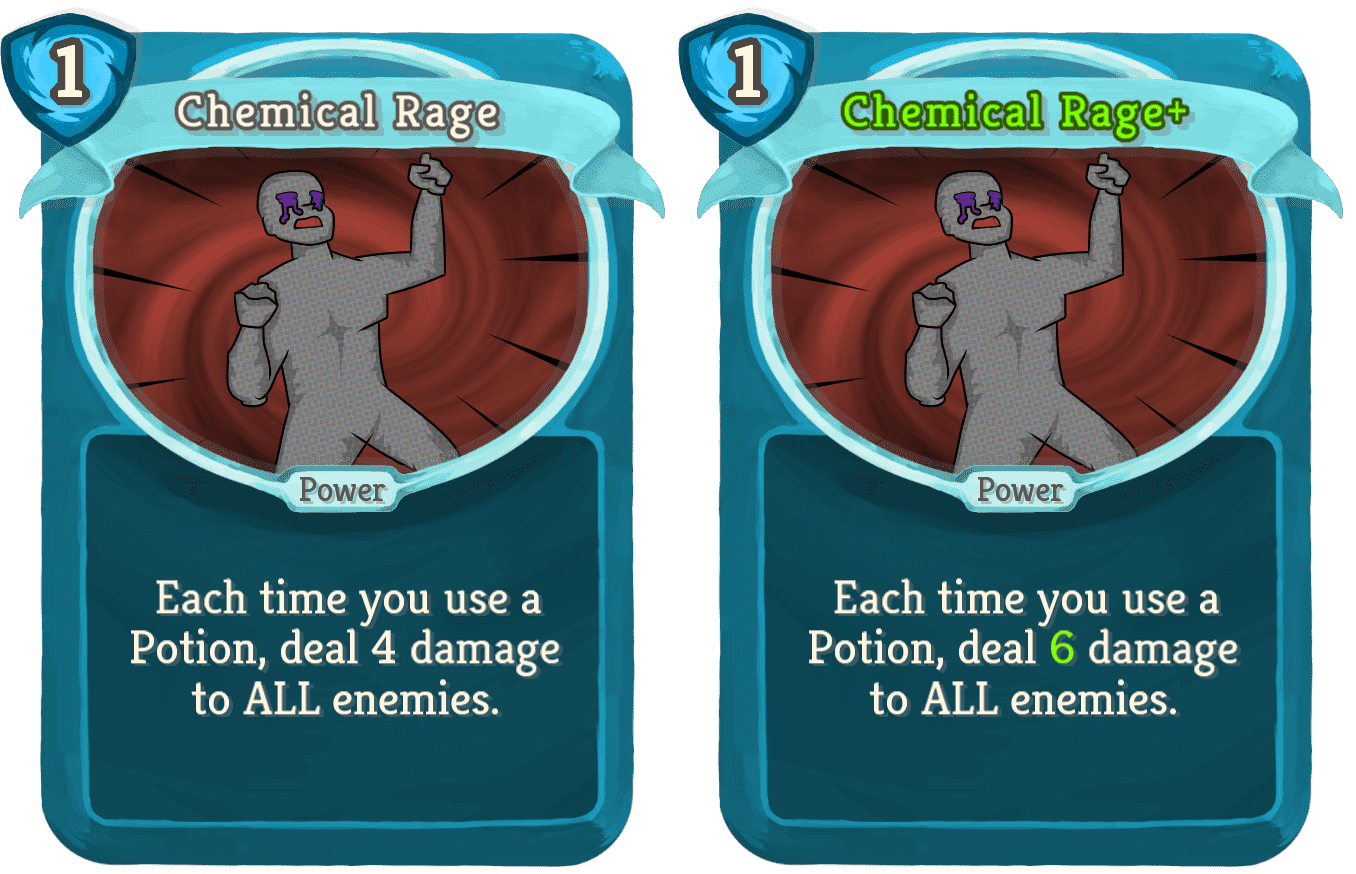 1
Chemical Rage
Power
Each time you use a
Potion, deal 4 damage
to ALL enemies.
1
Chemical Rage+
Power
Each time you use a
Potion, deal 6 damage
to ALL enemies.